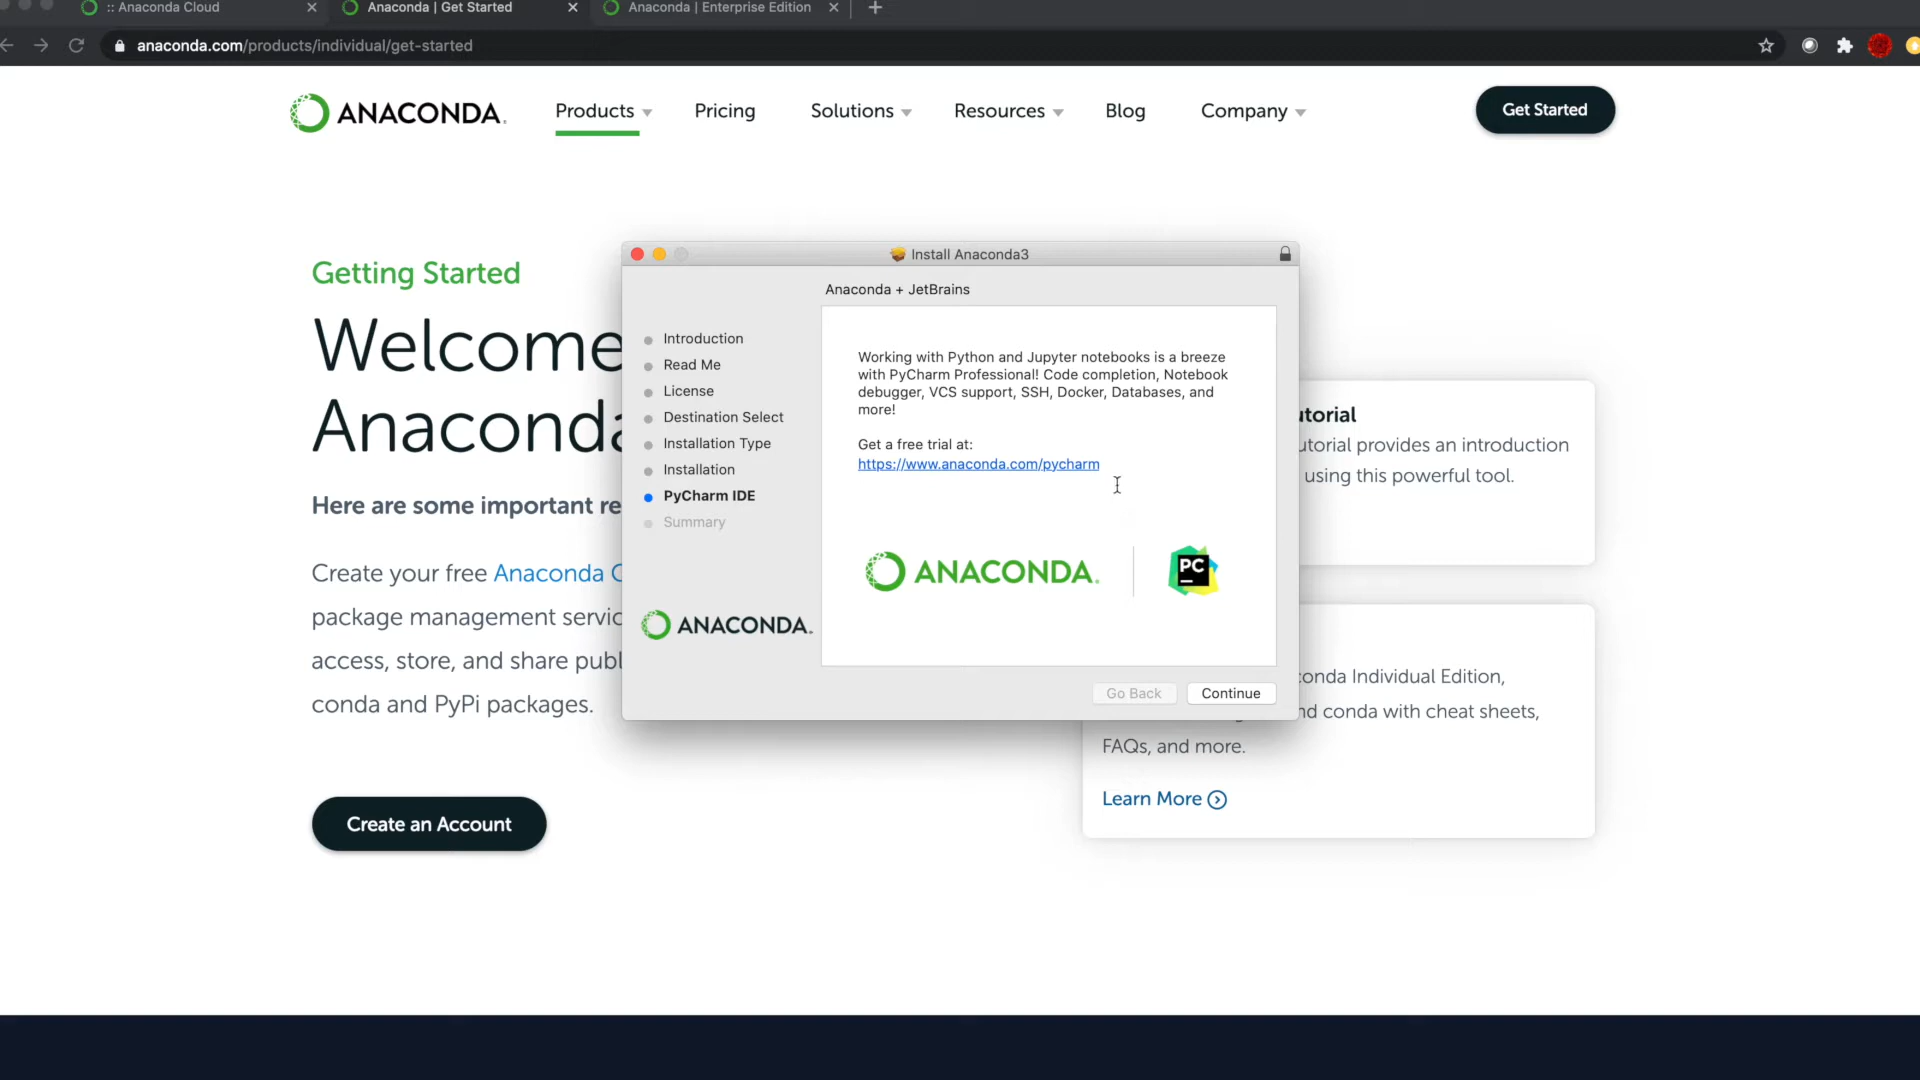 :: Anaconda Cloud
Anaconda | Get Started
Anaconda | Enterprise Edition
anaconda.com/products/individual/get-started
ANACONDA.
Products
Pricing
Solutions
Resources
Blog
Company
Get Started
Getting Started
Welcome
Anaconda
Here are some important re
Create your free Anaconda C
package management servic
access, store, and share publ
conda and PyPi packages.
Create an Account
Install Anaconda3
Anaconda + JetBrains
Introduction
Read Me
License
Destination Select
Installation Type
Installation
PyCharm IDE
Summary
ANACONDA.
Working with Python and Jupyter notebooks is a breeze
with PyCharm Professional! Code completion, Notebook
debugger, VCS support, SSH, Docker, Databases, and
more!
Get a free trial at:
https://www.anaconda.com/pycharm
ANACONDA.
PC
Go Back
Continue
utorial
utorial provides an introduction
using this powerful tool.
conda Individual Edition,
nd conda with cheat sheets,
FAQs, and more.
Learn More